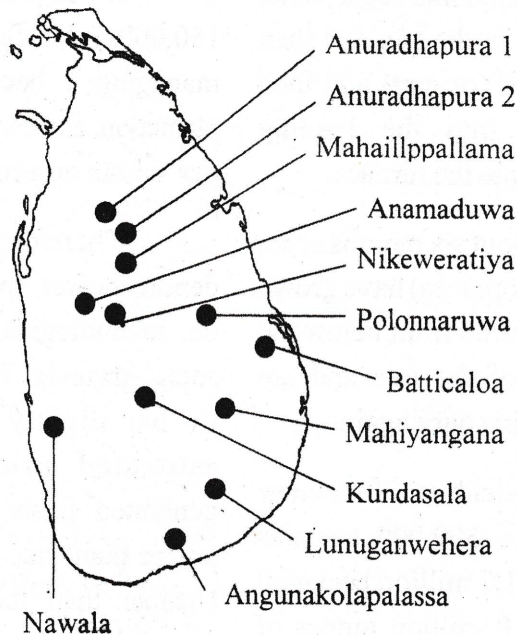 Anuradhapura 1
Anuradhapura 2
Mahaillppallama
Anamaduwa
Nikeweratiya
Polonnaruwa
Batticaloa
Mahiyangana
Kundasala
Lunuganwehera
Angunakolapalassa
Nawala